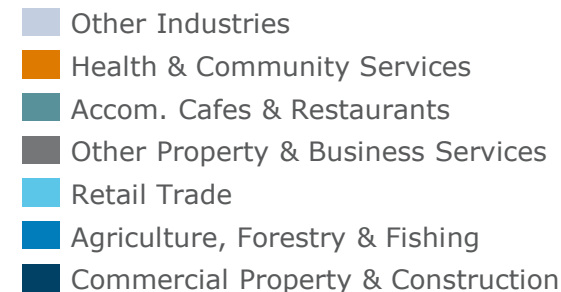 Other Industries
Health & Community Services
Accom. Cafes & Restaurants
Other Property & Business Services
Retail Trade
Agriculture, Forestry & Fishing
Commercial Property & Construction